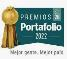 PREMIOS
Portafolio
2022
Mejor gente. Mejor país